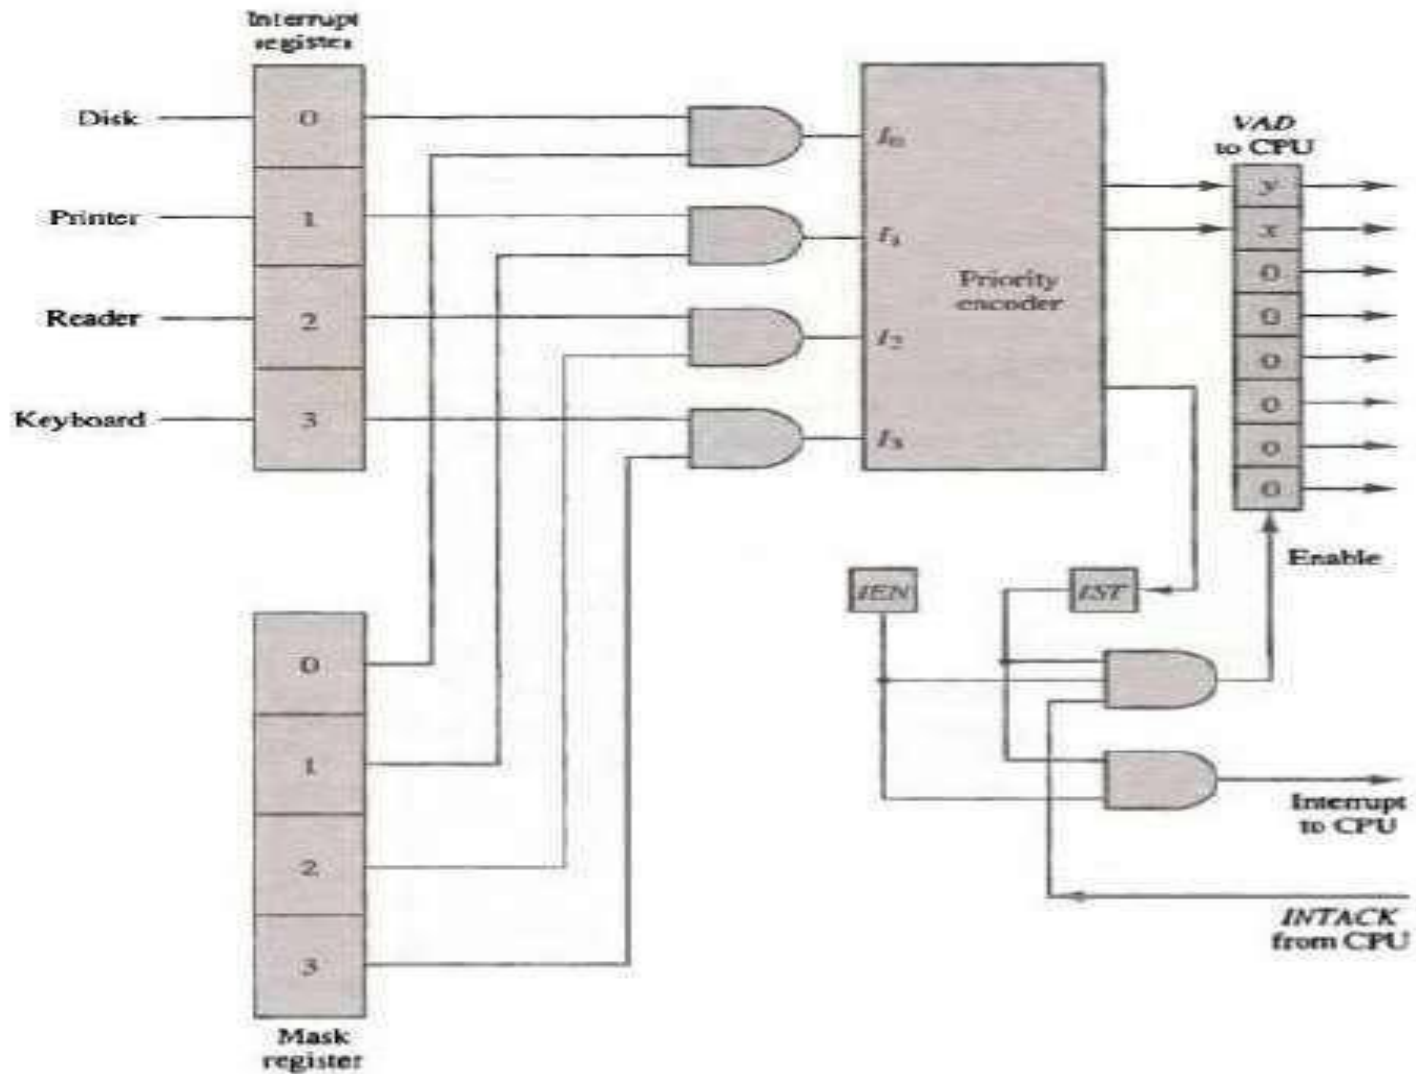 Interrupt
register
Disk
0
Printer
1
Reader
2
Keyboard
3
I0
I1
I2
I3
Priority
encoder
VAD
to CPU
y
x
0
0
0
0
0
0
Enable
IEN
IST
Interrupt
to CPU
INTACK
from CPU
0
1
2
3
Mask
register